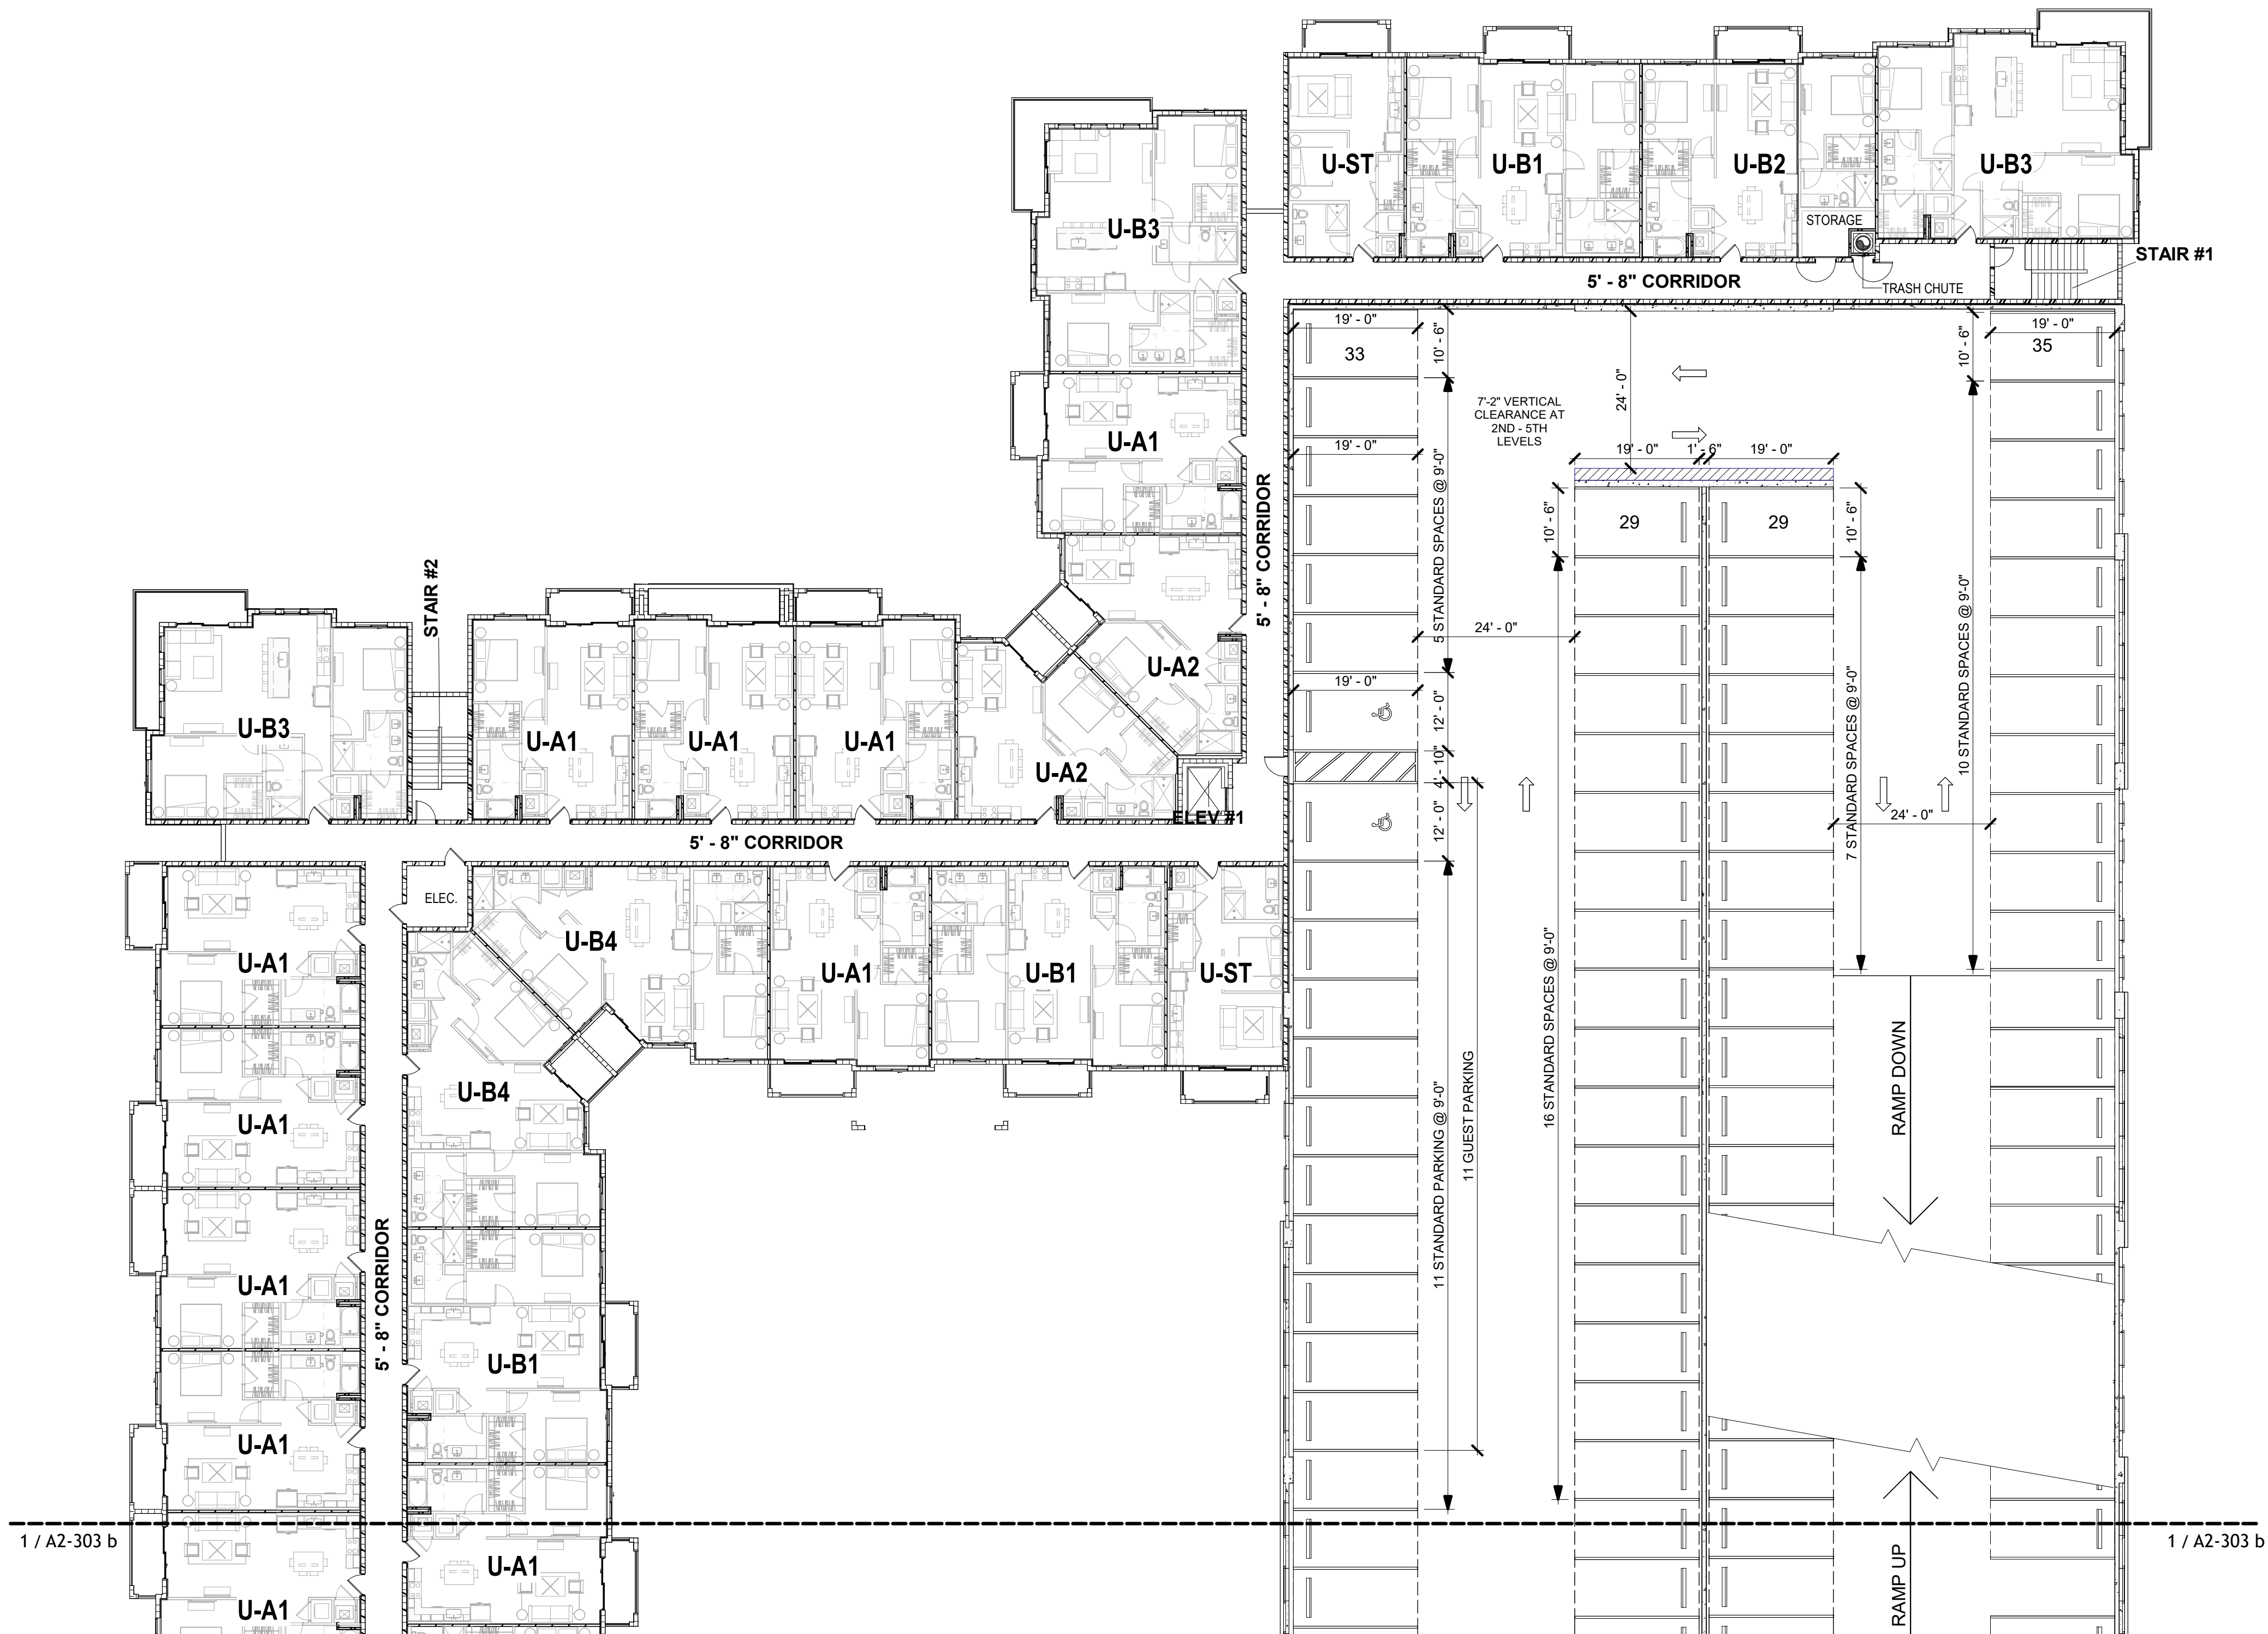 U-ST
U-B1
U-B2
U-B3
STORAGE
STAIR #1
5' - 8" CORRIDOR
TRASH CHUTE
U-B3
U-A1
5' - 8" CORRIDOR
U-A2
U-A2
ELEV #1
STAIR #2
U-B3
U-A1
U-A1
U-A1
5' - 8" CORRIDOR
ELEC.
U-B4
U-A1
U-B1
U-ST
U-B4
U-A1
U-A1
U-A1
U-A1
U-A1
5' - 8" CORRIDOR
U-B1
U-A1
19' - 0"
33
10' - 6"
19' - 0"
5 STANDARD SPACES @ 9'-0"
19' - 0"
12' - 0"
4' - 10"
12' - 0"
11 STANDARD PARKING @ 9'-0"
11 GUEST PARKING
7'-2" VERTICAL
CLEARANCE AT
2ND - 5TH
LEVELS
24' - 0"
24' - 0"
19' - 0"
1' - 6"
19' - 0"
10' - 6"
29
29
10' - 6"
16 STANDARD SPACES @ 9'-0"
7 STANDARD SPACES @ 9'-0"
10' - 6"
19' - 0"
35
10 STANDARD SPACES @ 9'-0"
24' - 0"
RAMP DOWN
RAMP UP
1 / A2-303 b
1 / A2-303 b